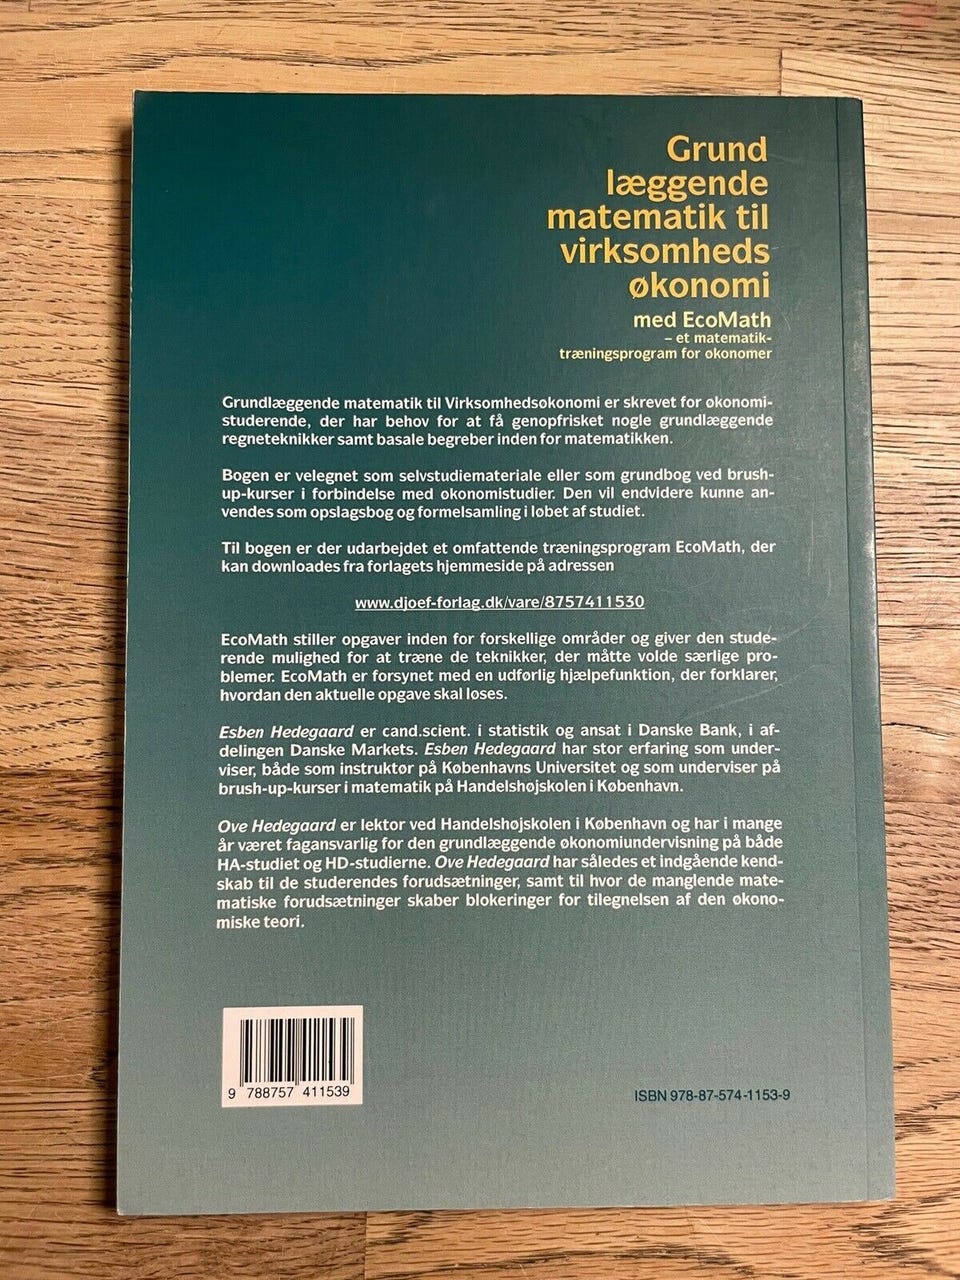 Grund
læggende
matematik til
virksomheds
økonomi
med EcoMath
– et matematik-
træningsprogram for økonomer
Grundlæggende matematik til Virksomhedsøkonomi er skrevet for økonomi-
studerende, der har behov for at få genopfrisket nogle grundlæggende
regneteknikker samt basale begreber inden for matematikken.
Bogen er velegnet som selvstudiemateriale eller som grundbog ved brush-
up-kurser i forbindelse med økonomistudier. Den vil endvidere kunne an-
vendes som opslagsbog og formelsamling i løbet af studiet.
Til bogen er der udarbejdet et omfattende træningsprogram EcoMath, der
kan downloades fra forlagets hjemmeside på adressen
www.djoef-forlag.dk/vare/8757411530
EcoMath stiller opgaver inden for forskellige områder og giver den stude-
rende mulighed for at træne de teknikker, der måtte volde særlige pro-
blemer. EcoMath er forsynet med en udførlig hjælpefunktion, der forklarer,
hvordan den aktuelle opgave skal løses.
Esben Hedegaard er cand.scient. i statistik og ansat i Danske Bank, i af-
delingen Danske Markets. Esben Hedegaard har stor erfaring som under-
viser, både som instruktør på Københavns Universitet og som underviser på
brush-up-kurser i matematik på Handelshøjskolen i København.
Ove Hedegaard er lektor ved Handelshøjskolen i København og har i mange
år været fagansvarlig for den grundlæggende økonomiundervisning på både
HA-studiet og HD-studierne. Ove Hedegaard har således et indgående kend-
skab til de studerendes forudsætninger, samt til hvor de manglende mate-
matiske forudsætninger skaber blokeringer for tilegnelsen af den økono-
miske teori.
9 788757 411539
ISBN 978-87-574-1153-9